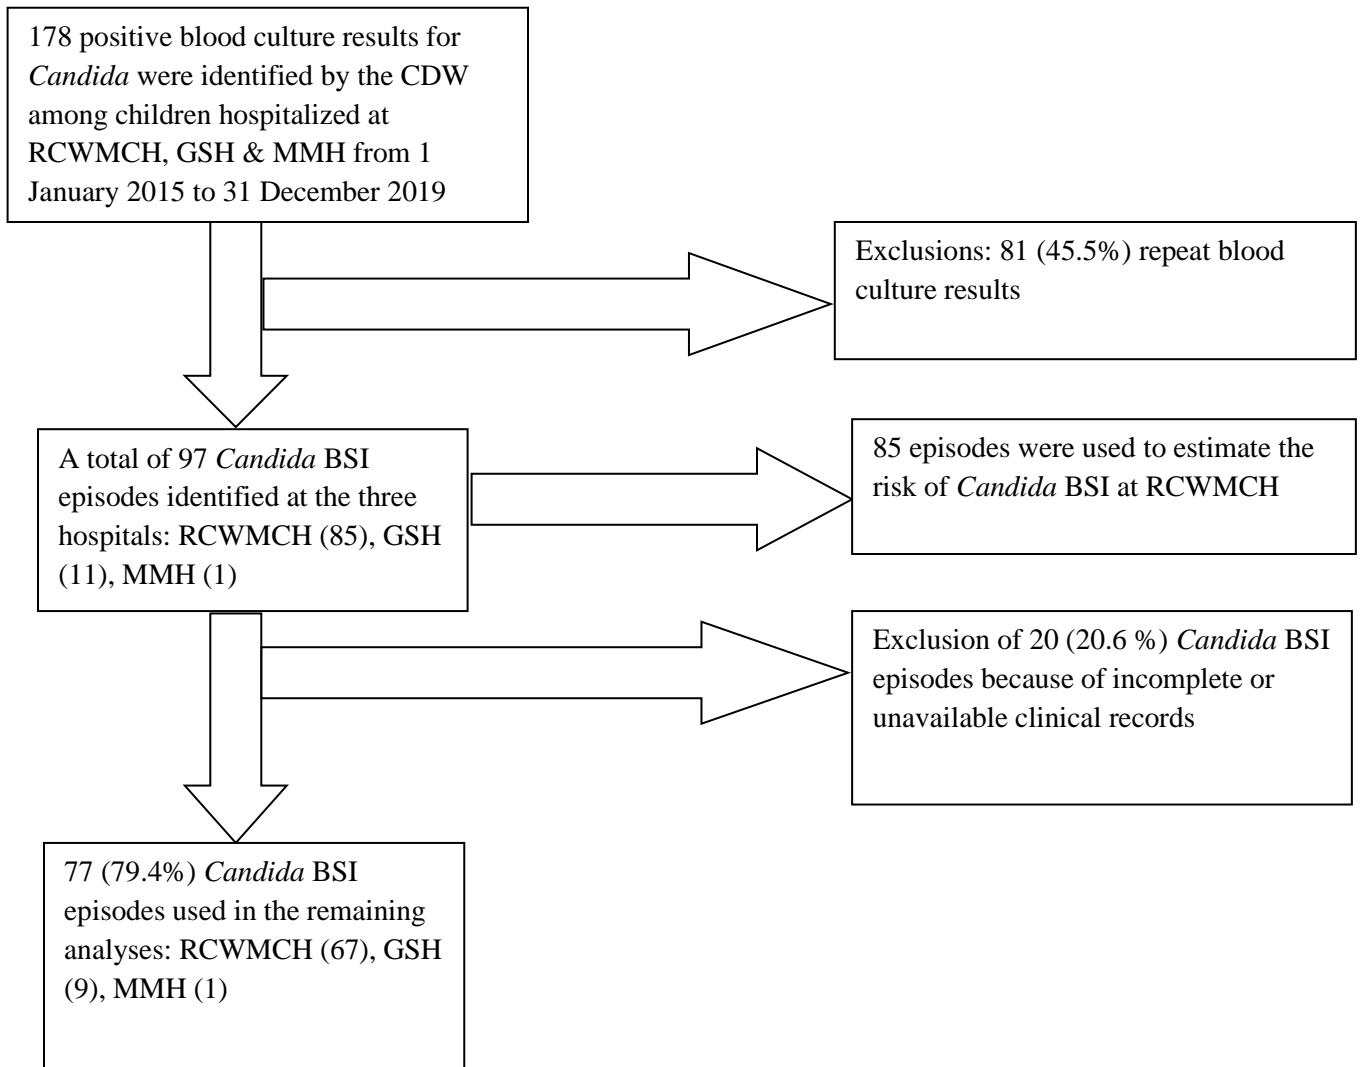 178 positive blood culture results for
Candida were identified by the CDW
among children hospitalized at
RCWMCH, GSH & MMH from 1
January 2015 to 31 December 2019
Exclusions: 81 (45.5%) repeat blood
culture results
A total of 97 Candida BSI
episodes identified at the three
hospitals: RCWMCH (85), GSH
(11), MMH (1)
85 episodes were used to estimate the
risk of Candida BSI at RCWMCH
Exclusion of 20 (20.6 %) Candida BSI
episodes because of incomplete or
unavailable clinical records
77 (79.4%) Candida BSI
episodes used in the remaining
analyses: RCWMCH (67), GSH
(9), MMH (1)